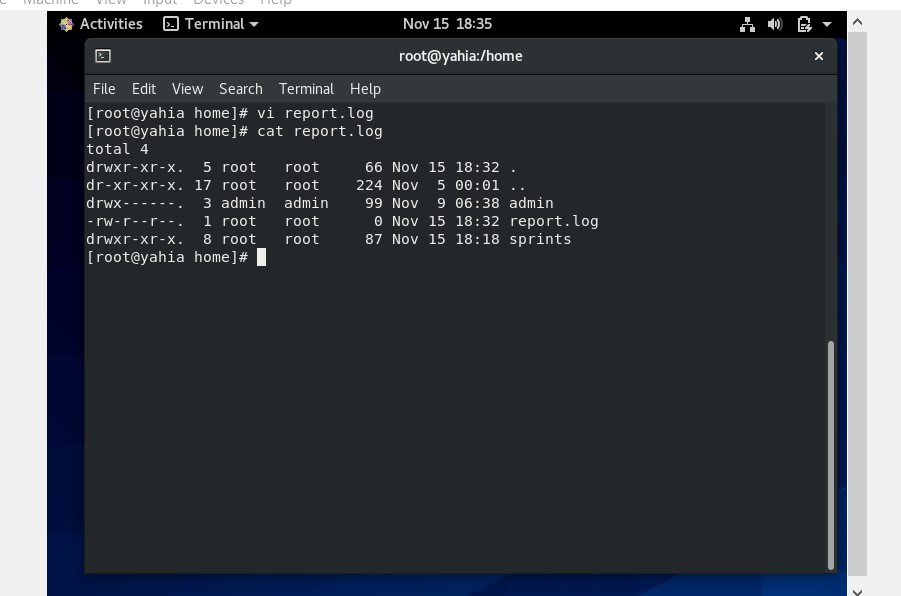 Machine View Input Devices Help
Activities Terminal Nov 15 18:35
root@yahia:/home ×
File Edit View Search Terminal Help
[root@yahia home]# vi report.log
[root@yahia home]# cat report.log
total 4
drwxr-xr-x. 5 root root 66 Nov 15 18:32 .
dr-xr-xr-x. 17 root root 224 Nov 5 00:01 ..
drwx------. 3 admin admin 99 Nov 9 06:38 admin
-rw-r--r--. 1 root root 0 Nov 15 18:32 report.log
drwxr-xr-x. 8 root root 87 Nov 15 18:18 sprints
[root@yahia home]#